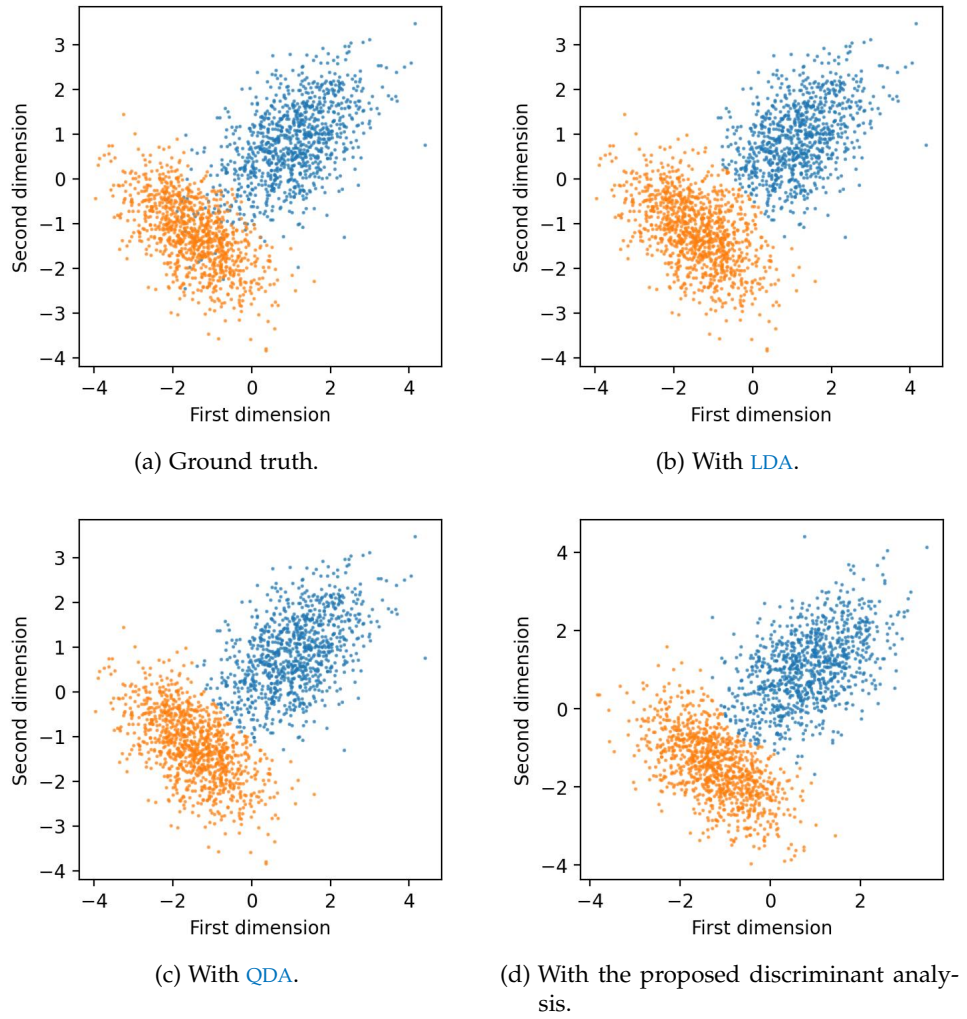 3
2
1
0
−1
−2
−3
−4
Second dimension
−4 −2 0 2 4
First dimension
(a) Ground truth.
3
2
1
0
−1
−2
−3
−4
Second dimension
−4 −2 0 2 4
First dimension
(b) With LDA.
3
2
1
0
−1
−2
−3
−4
Second dimension
−4 −2 0 2 4
First dimension
(c) With QDA.
4
2
0
−2
−4
Second dimension
−4 −2 0 2
First dimension
(d) With the proposed discriminant analy-
sis.